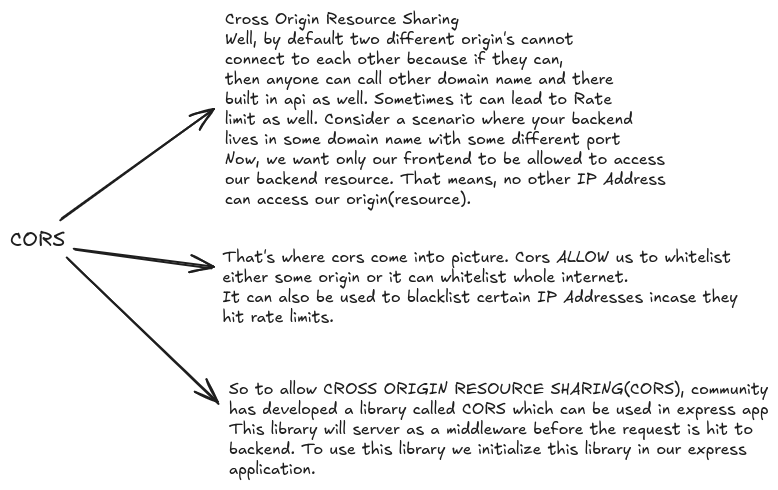 Cross Origin Resource Sharing
Well, by default two different origin's cannot
connect to each other because if they can,
then anyone can call other domain name and there
built in api as well. Sometimes it can lead to Rate
limit as well. Consider a scenario where your backend
lives in some domain name with some different port
Now, we want only our frontend to be allowed to access
our backend resource. That means, no other IP Address
can access our origin(resource).
CORS
That's where cors come into picture. Cors ALLOW us to whitelist
either some origin or it can whitelist whole internet.
It can also be used to blacklist certain IP Addresses incase they
hit rate limits.
So to allow CROSS ORIGIN RESOURCE SHARING(CORS), community
has developed a library called CORS which can be used in express app
This library will server as a middleware before the request is hit to
backend. To use this library we initialize this library in our express
application.